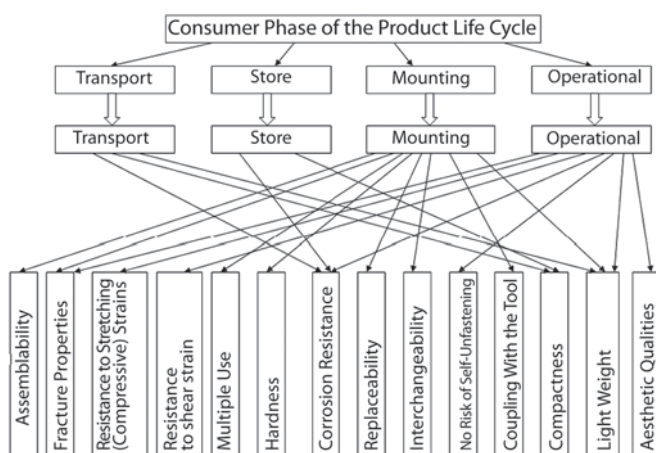 Consumer Phase of the Product Life Cycle
Transport
Store
Mounting
Operational
Transport
Store
Mounting
Operational
Assemblability
Fracture Properties
Resistance to Stretching
(Compressive) Strains
Resistance
to shear strain
Multiple Use
Hardness
Corrosion Resistance
Replaceability
Interchangeability
No Risk of Self-Unfastening
Coupling With the Tool
Compactness
Light Weight
Aesthetic Qualities